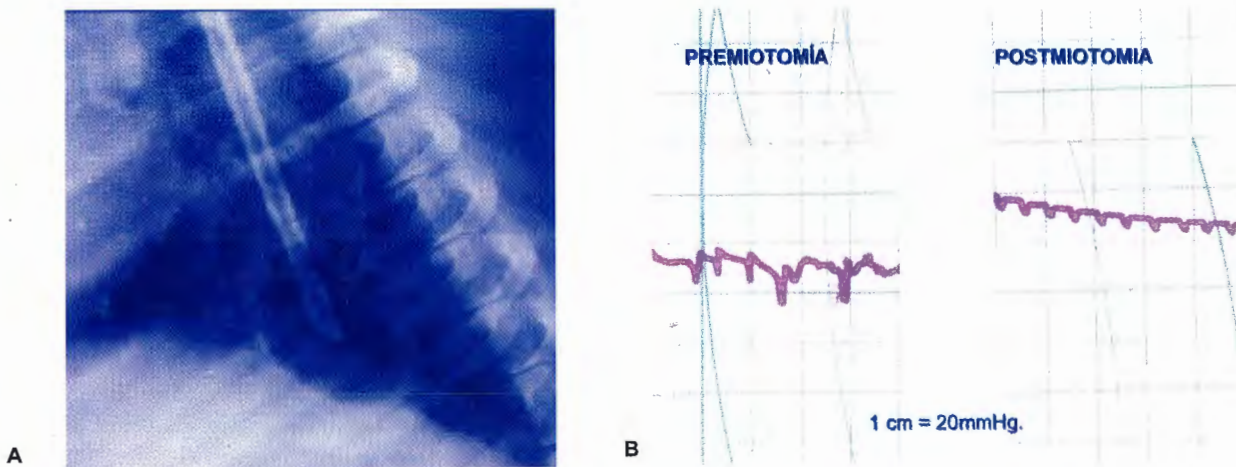 PREMIOTOMÍA
POSTMIOTOMIA
1 cm = 20mmHg.
A
B